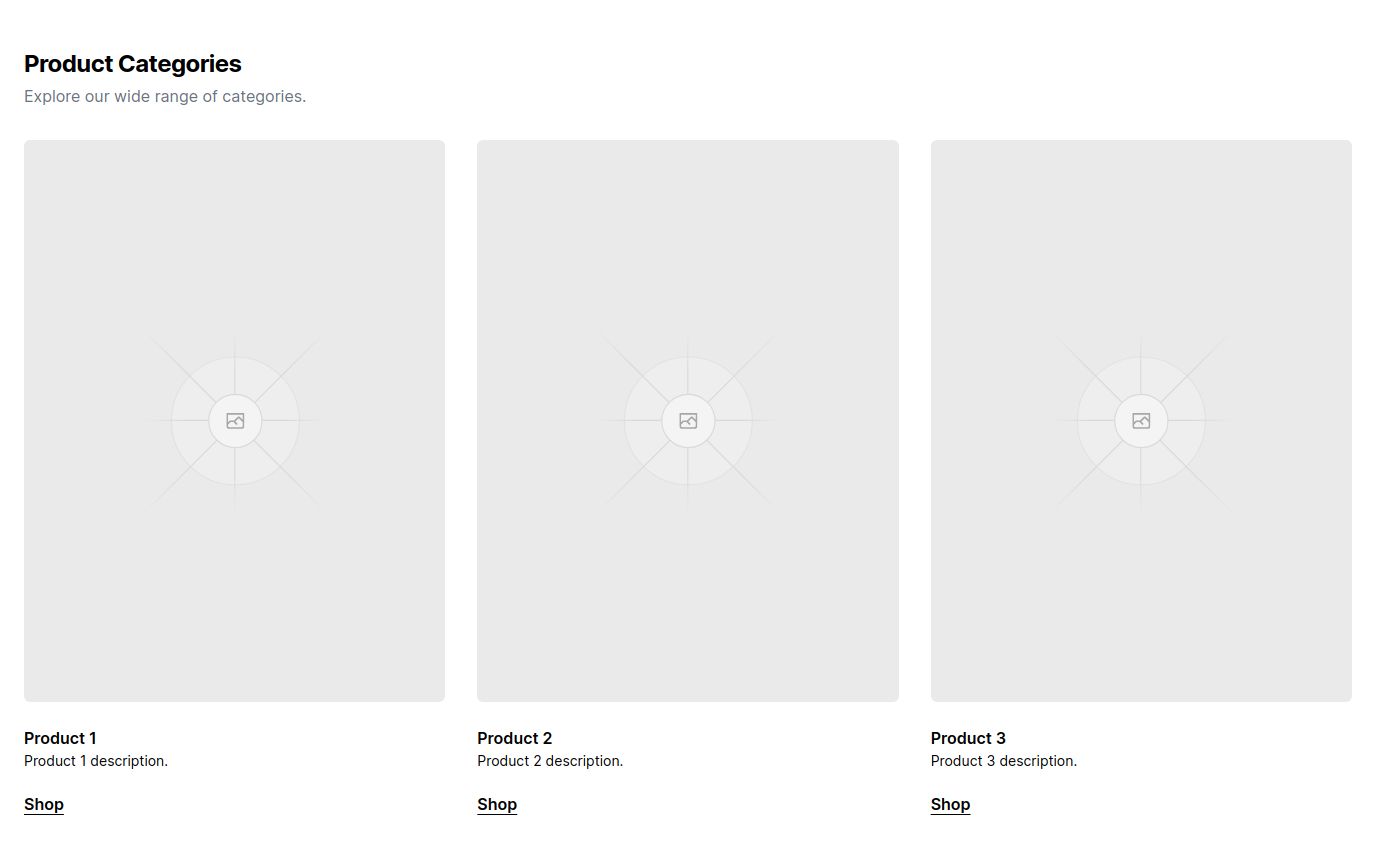 Product Categories
Explore our wide range of categories.
Product 1
Product 1 description.
Shop
Product 2
Product 2 description.
Shop
Product 3
Product 3 description.
Shop